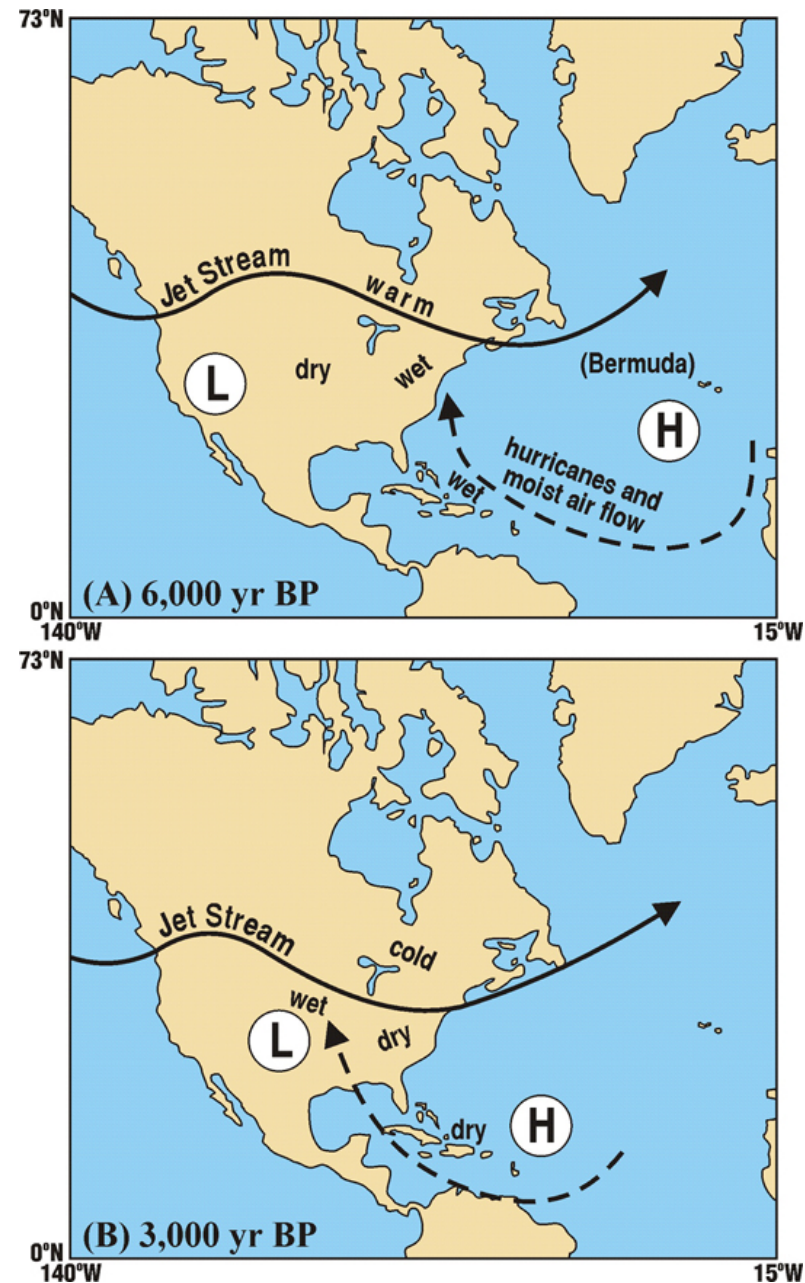 73°N
Jet Stream
warm
L
dry
wet
(Bermuda)
H
hurricanes and
moist air flow
wet
(A) 6,000 yr BP
0°N
140°W
15°W
73°N
Jet Stream
cold
wet
L
dry
dry
H
(B) 3,000 yr BP
0°N
140°W
15°W